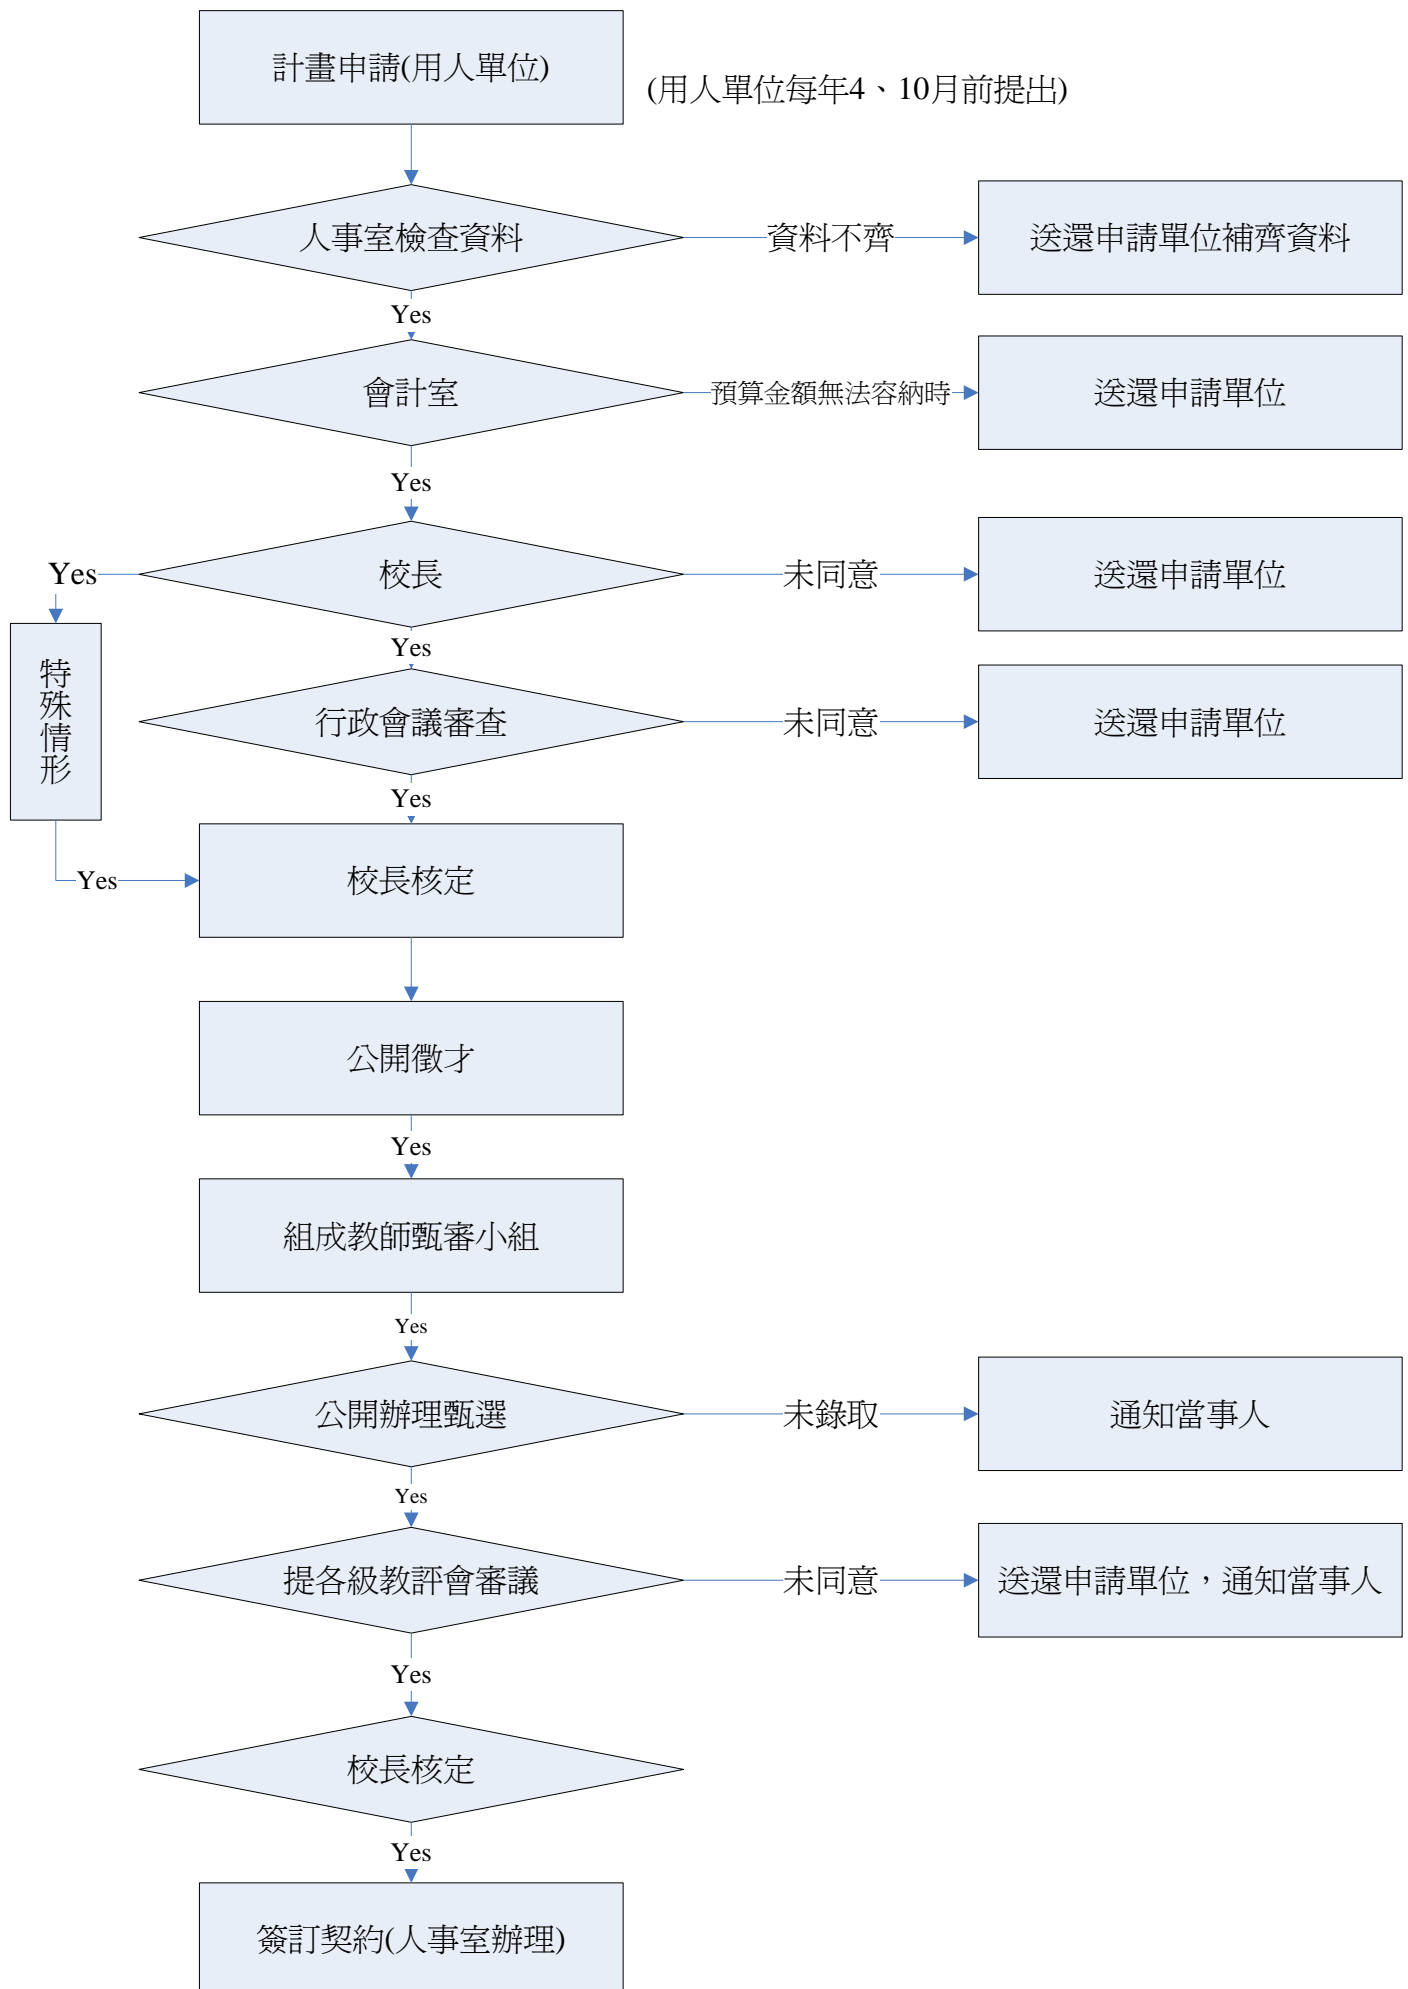 計畫申請(用人單位)
(用人單位每年4、10月前提出)
人事室檢查資料
資料不齊
送還申請單位補齊資料
Yes
會計室
預算金額無法容納時
送還申請單位
Yes
校長
未同意
送還申請單位
Yes
特殊情形
Yes
行政會議審查
未同意
送還申請單位
Yes
Yes
校長核定
公開徵才
Yes
組成教師甄審小組
Yes
公開辦理甄選
未錄取
通知當事人
Yes
提各級教評會審議
未同意
送還申請單位，通知當事人
Yes
校長核定
Yes
簽訂契約(人事室辦理)